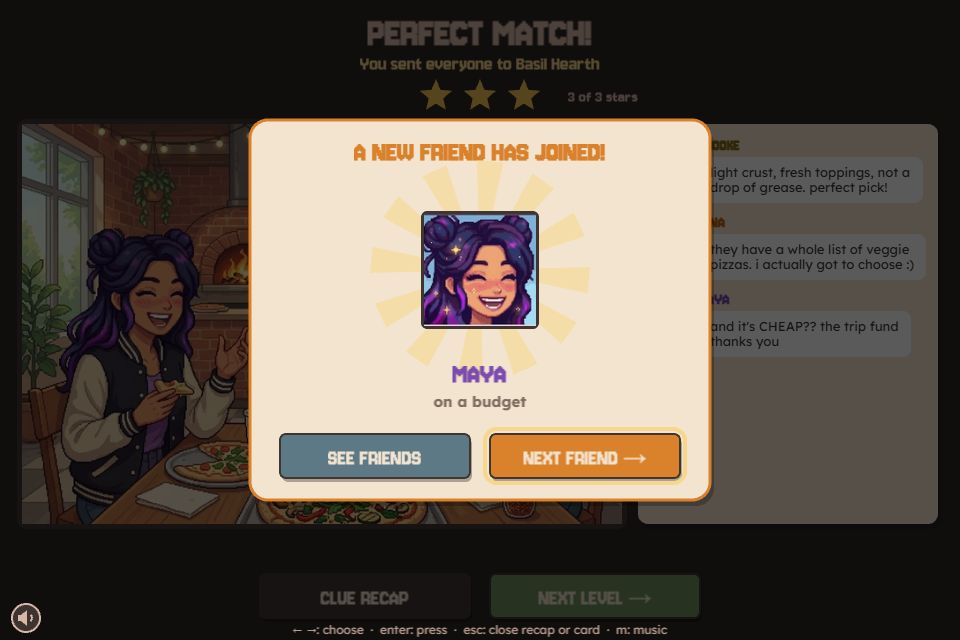 PERFECT MATCH!
You sent everyone to Basil Hearth
3 of 3 stars
A NEW FRIEND HAS JOINED!
MAYA
on a budget
SEE FRIENDS
NEXT FRIEND →
light crust, fresh toppings, not a
drop of grease. perfect pick!
they have a whole list of veggie
pizzas. i actually got to choose :)
and it's CHEAP?? the trip fund
thanks you
CLUE RECAP
NEXT LEVEL →
← →: choose · enter: press · esc: close recap or card · m: music